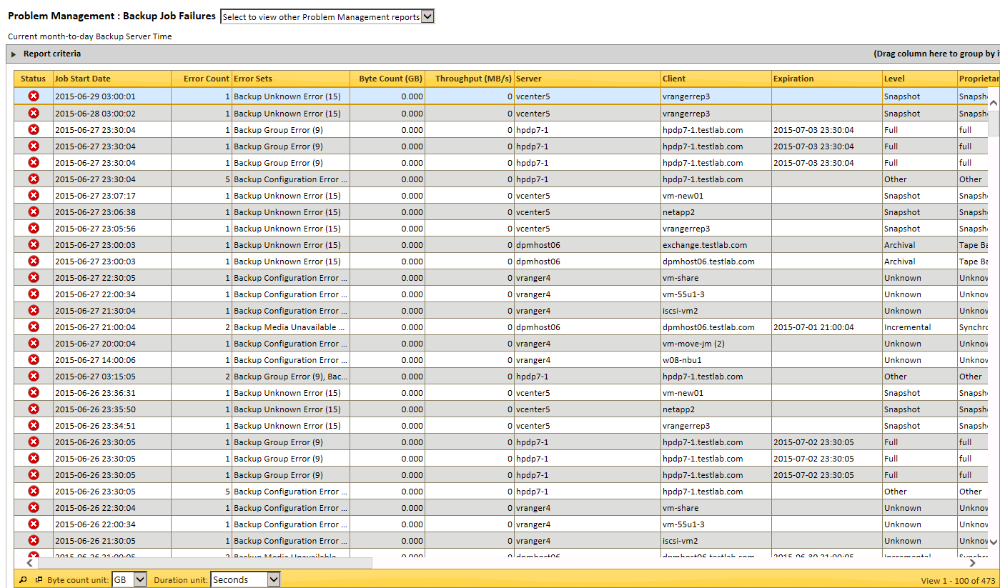 Problem Management : Backup Job Failures Select to view other Problem Management reports
Current month-to-day Backup Server Time
Report criteria (Drag column here to group by i
Status Job Start Date Error Count Error Sets Byte Count (GB) Throughput (MB/s) Server Client Expiration Level Proprietar
2015-06-29 03:00:01 1 Backup Unknown Error (15) 0.000 0 vcenter5 vrangerrep3 Snapshot Snapsh
2015-06-28 03:00:02 1 Backup Unknown Error (15) 0.000 0 vcenter5 vrangerrep3 Snapshot Snapsh
2015-06-27 23:30:04 1 Backup Group Error (9) 0.000 0 hpdp7-1 hpdp7-1.testlab.com 2015-07-03 23:30:04 Full full
2015-06-27 23:30:04 1 Backup Group Error (9) 0.000 0 hpdp7-1 hpdp7-1.testlab.com 2015-07-03 23:30:04 Full full
2015-06-27 23:30:04 1 Backup Group Error (9) 0.000 0 hpdp7-1 hpdp7-1.testlab.com 2015-07-03 23:30:04 Full full
2015-06-27 23:30:04 5 Backup Configuration Error ... 0.000 0 hpdp7-1 hpdp7-1.testlab.com Other Other
2015-06-27 23:07:17 1 Backup Unknown Error (15) 0.000 0 vcenter5 vm-new01 Snapshot Snapsh
2015-06-27 23:06:38 1 Backup Unknown Error (15) 0.000 0 vcenter5 netapp2 Snapshot Snapsh
2015-06-27 23:05:56 1 Backup Unknown Error (15) 0.000 0 vcenter5 vrangerrep3 Snapshot Snapsh
2015-06-27 23:00:03 1 Backup Unknown Error (15) 0.000 0 dpmhost06 exchange.testlab.com Archival Tape Ba
2015-06-27 23:00:03 1 Backup Unknown Error (15) 0.000 0 dpmhost06 dpmhost06.testlab.com Archival Tape Ba
2015-06-27 22:30:05 1 Backup Configuration Error ... 0.000 0 vranger4 vm-share Unknown Unknov
2015-06-27 22:00:34 1 Backup Configuration Error ... 0.000 0 vranger4 vm-55u1-3 Unknown Unknov
2015-06-27 21:30:04 1 Backup Configuration Error ... 0.000 0 vranger4 iscsi-vm2 Unknown Unknov
2015-06-27 21:00:04 2 Backup Media Unavailable ... 0.000 0 dpmhost06 dpmhost06.testlab.com 2015-07-01 21:00:04 Incremental Synchro
2015-06-27 20:00:04 1 Backup Configuration Error ... 0.000 0 vranger4 vm-move-jm (2) Unknown Unknov
2015-06-27 14:00:06 1 Backup Configuration Error ... 0.000 0 vranger4 w08-nbu1 Unknown Unknov
2015-06-27 03:15:05 2 Backup Group Error (9), Bac... 0.000 0 hpdp7-1 hpdp7-1.testlab.com Other Other
2015-06-26 23:36:31 1 Backup Unknown Error (15) 0.000 0 vcenter5 vm-new01 Snapshot Snapsh
2015-06-26 23:35:50 1 Backup Unknown Error (15) 0.000 0 vcenter5 netapp2 Snapshot Snapsh
2015-06-26 23:34:51 1 Backup Unknown Error (15) 0.000 0 vcenter5 vrangerrep3 Snapshot Snapsh
2015-06-26 23:30:05 1 Backup Group Error (9) 0.000 0 hpdp7-1 hpdp7-1.testlab.com 2015-07-02 23:30:05 Full full
2015-06-26 23:30:05 1 Backup Group Error (9) 0.000 0 hpdp7-1 hpdp7-1.testlab.com 2015-07-02 23:30:05 Full full
2015-06-26 23:30:05 1 Backup Group Error (9) 0.000 0 hpdp7-1 hpdp7-1.testlab.com 2015-07-02 23:30:05 Full full
2015-06-26 23:30:05 5 Backup Configuration Error ... 0.000 0 hpdp7-1 hpdp7-1.testlab.com Other Other
2015-06-26 22:30:04 1 Backup Configuration Error ... 0.000 0 vranger4 vm-share Unknown Unknov
2015-06-26 22:00:34 1 Backup Configuration Error ... 0.000 0 vranger4 vm-55u1-3 Unknown Unknov
2015-06-26 21:30:05 1 Backup Configuration Error ... 0.000 0 vranger4 iscsi-vm2 Unknown Unknov
2015-06-26 21:00:05 2 Backup Media Unavailable 0.000 0 dpmhost06 dpmhost06.testlab.com 2015-06-30 21:00:05 Incremental Synchro
Byte count unit: GB Duration unit: Seconds View 1 - 100 of 473